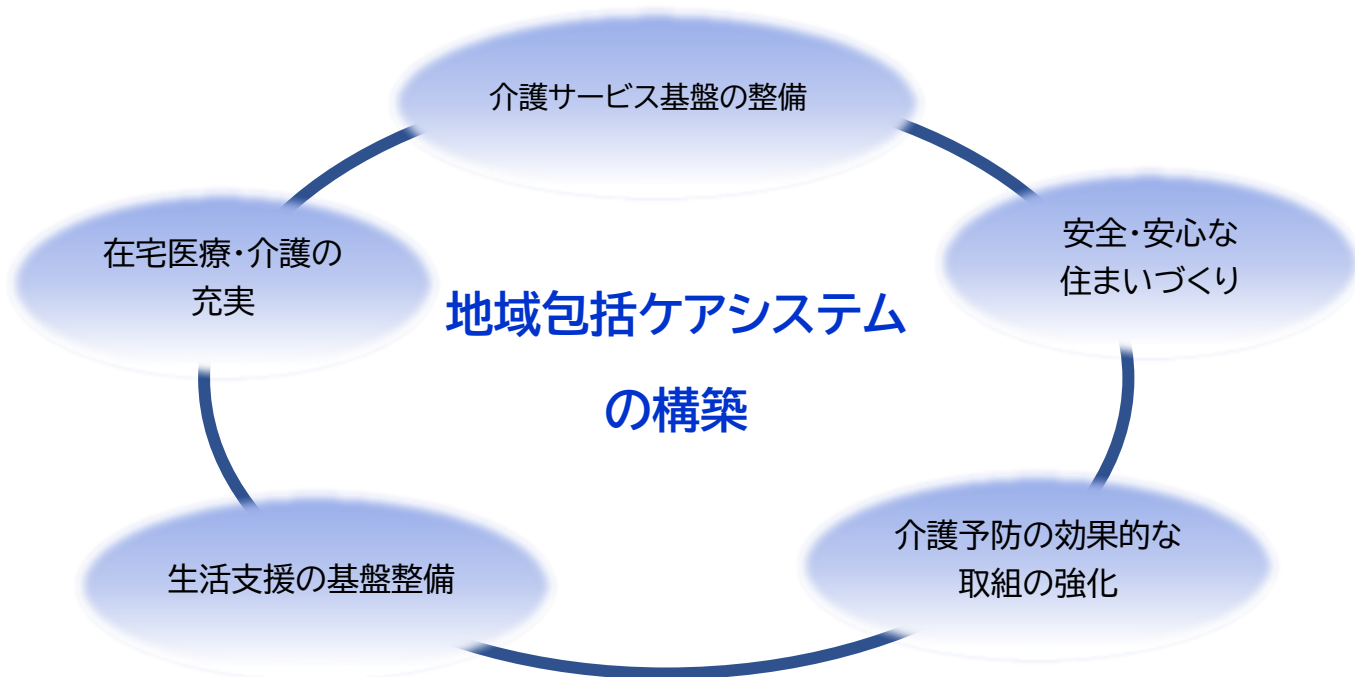 介護サービス基盤の整備
安全・安心な
住まいづくり
在宅医療・介護の
充実
地域包括ケアシステム
の構築
介護予防の効果的な
取組の強化
生活支援の基盤整備